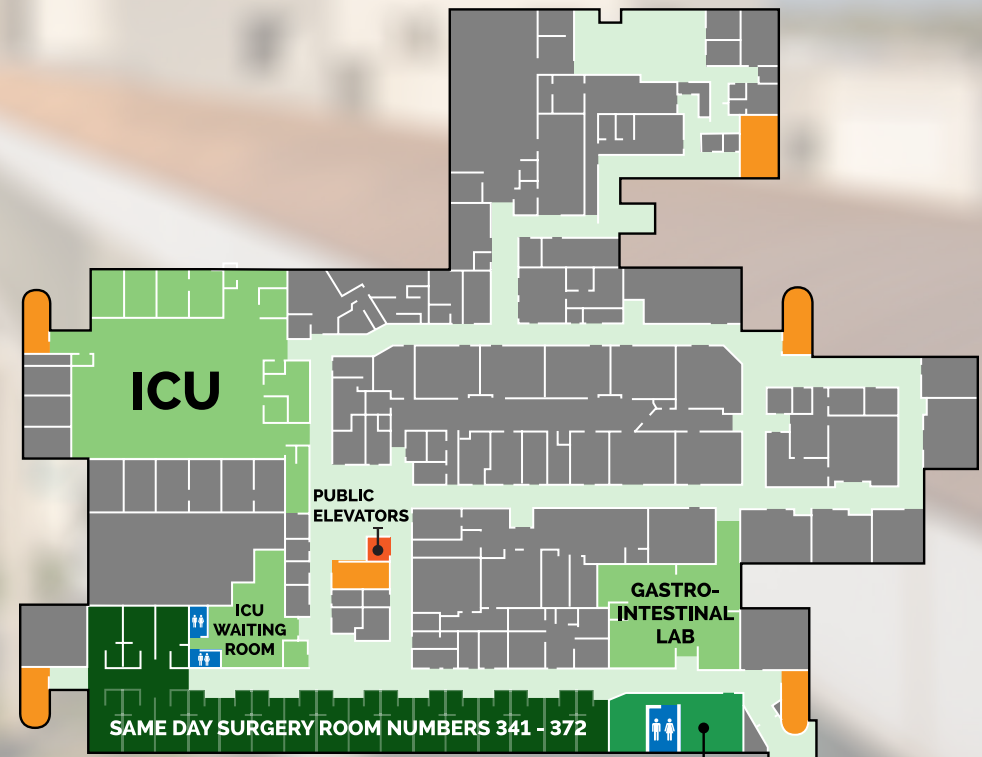 ICU
PUBLIC
ELEVATORS
GASTRO-
INTESTINAL
LAB
ICU
WAITING
ROOM
SAME DAY SURGERY ROOM NUMBERS 341 - 372